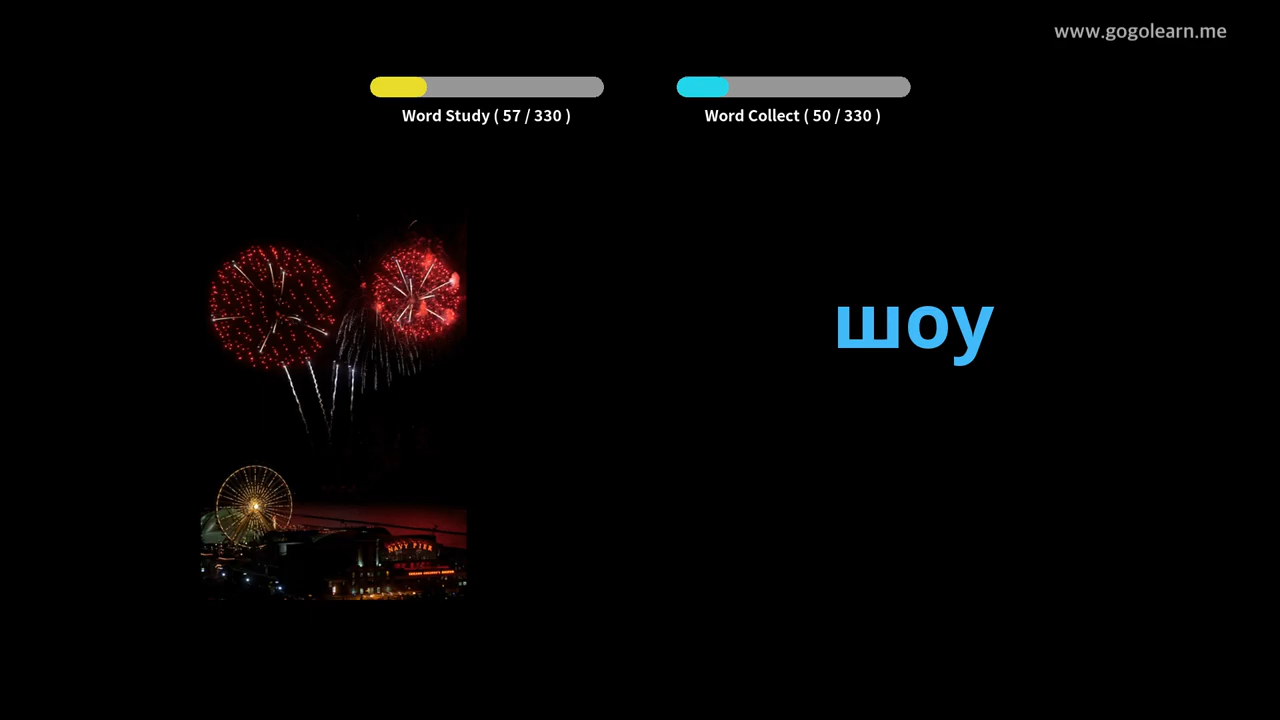 www.gogolearn.me
Word Study ( 57 / 330 )
Word Collect ( 50 / 330 )
шоу
NAVY PIER